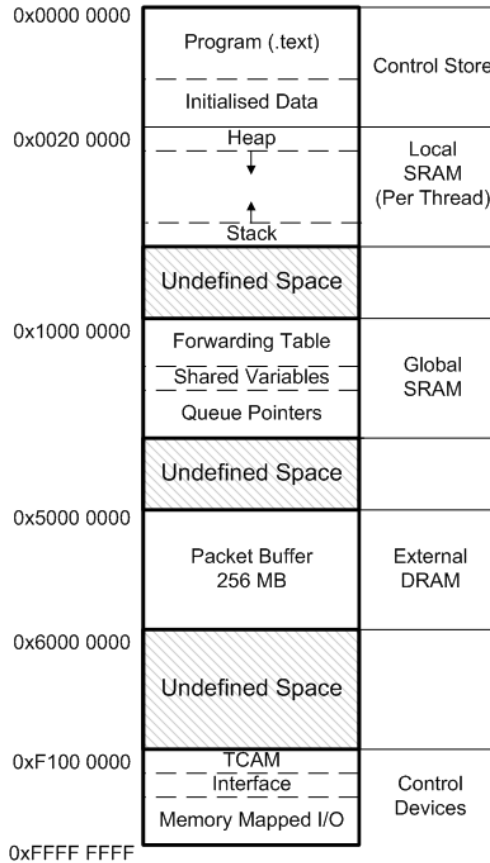 0x0000 0000
Program (.text)
Control Store
Initialised Data
0x0020 0000
Heap
Local
SRAM
(Per Thread)
Stack
Undefined Space
0x1000 0000
Forwarding Table
Shared Variables
Global
SRAM
Queue Pointers
Undefined Space
0x5000 0000
Packet Buffer
256 MB
External
DRAM
0x6000 0000
Undefined Space
0xF100 0000
TCAM
Interface
Control
Devices
Memory Mapped I/O
0xFFFF FFFF